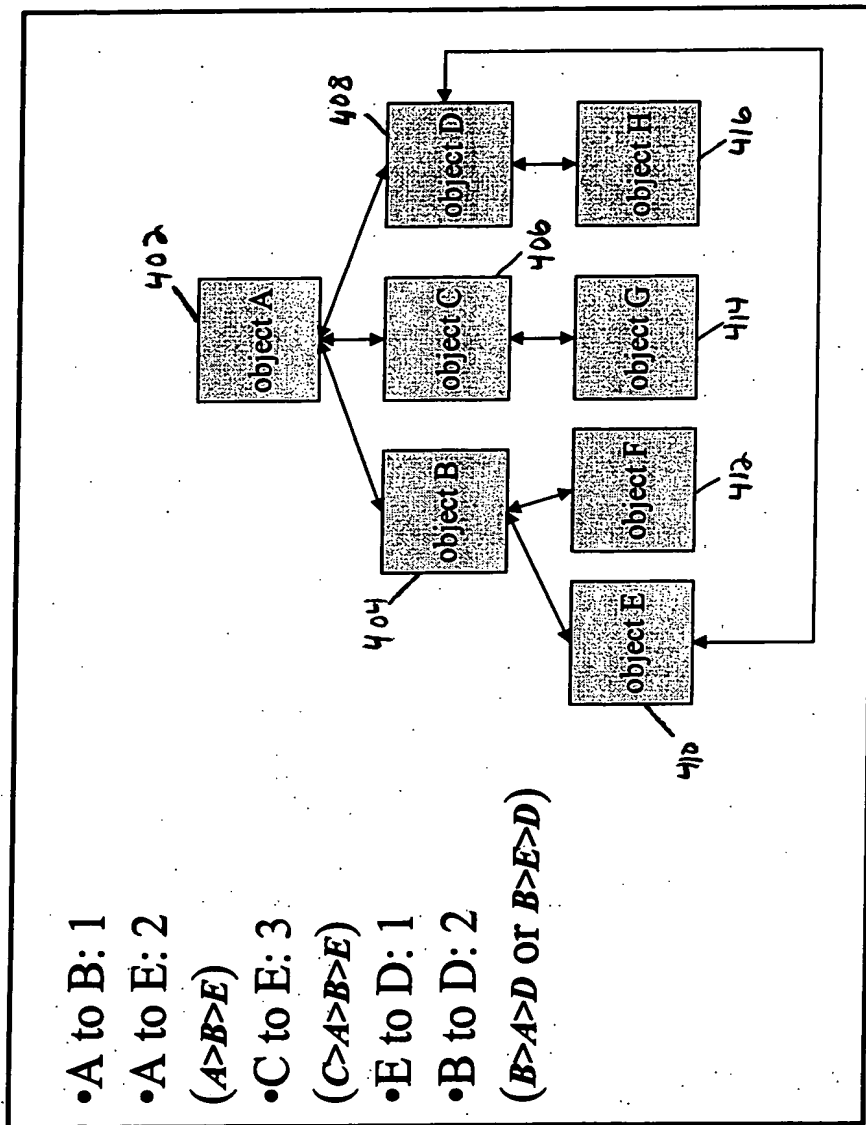 •A to B: 1
•A to E: 2
(A>B>E)
•C to E: 3
(C>A>B>E)
•E to D: 1
•B to D: 2
(B>A>D or B>E>D)
402
object A
404
object B
object C
406
408
object D
410
object E
object F
412
object G
414
object H
416